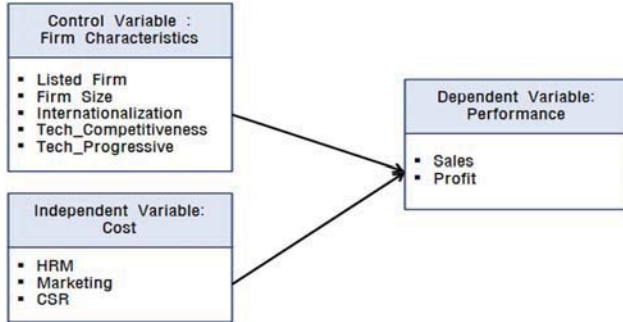 Control Variable :
Firm Characteristics
▪ Listed Firm
▪ Firm Size
▪ Internationalization
▪ Tech_Competitiveness
▪ Tech_Progressive
Independent Variable:
Cost
▪ HRM
▪ Marketing
▪ CSR
Dependent Variable:
Performance
▪ Sales
▪ Profit